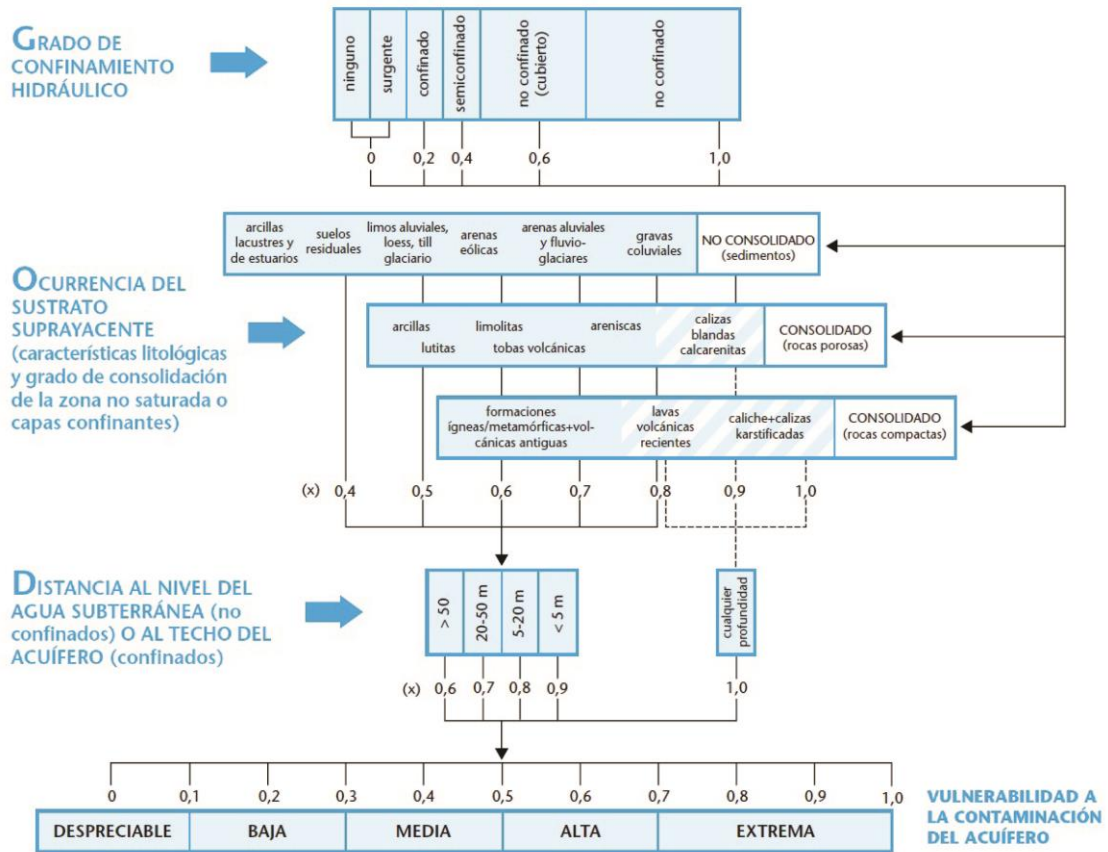 GRADO DE
CONFINAMIENTO
HIDRÁULICO
ninguno
surgente
confinado
semiconfinado
no confinado
(cubierto)
no confinado
0 0,2 0,4 0,6 1,0
arcillas
lacustres y
de estuarios
suelos
residuales
limos aluviales,
loess, till
glaciario
arenas
eólicas
arenas aluviales
y fluvio-
glaciares
gravas
coluviales
NO CONSOLIDADO
(sedimentos)
OCURRENCIA DEL
SUSTRATO
SUPRAYACENTE
(características litológicas
y grado de consolidación
de la zona no saturada o
capas confinantes)
arcillas
lutitas
limolitas
tobas volcánicas
areniscas
calizas
blandas
calcarenitas
CONSOLIDADO
(rocas porosas)
formaciones
ígneas/metamórficas+vol-
cánicas antiguas
lavas
volcánicas
recientes
caliche+calizas
karstificadas
CONSOLIDADO
(rocas compactas)
(x) 0,4 0,5 0,6 0,7 0,8 0,9 1,0
DISTANCIA AL NIVEL DEL
AGUA SUBTERRÁNEA (no
confinados) O AL TECHO DEL
ACUÍFERO (confinados)
> 50
20-50 m
5-20 m
< 5 m
cualquier
profundidad
(x) 0,6 0,7 0,8 0,9 1,0
0 0,1 0,2 0,3 0,4 0,5 0,6 0,7 0,8 0,9 1,0
DESPRECIABLE BAJA MEDIA ALTA EXTREMA
VULNERABILIDAD A
LA CONTAMINACIÓN
DEL ACUÍFERO